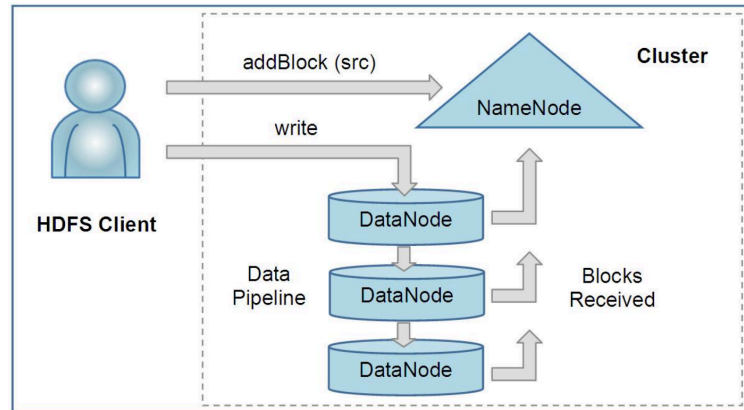 addBlock (src)
Cluster
NameNode
write
HDFS Client
DataNode
Data
Pipeline
DataNode
Blocks
Received
DataNode